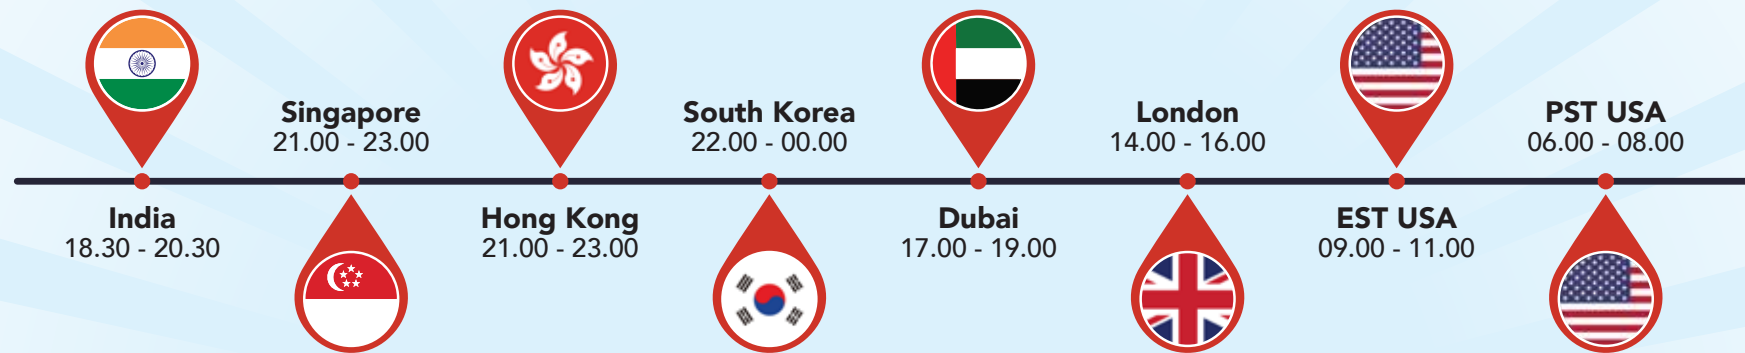 India
18.30 - 20.30
Singapore
21.00 - 23.00
Hong Kong
21.00 - 23.00
South Korea
22.00 - 00.00
Dubai
17.00 - 19.00
London
14.00 - 16.00
EST USA
09.00 - 11.00
PST USA
06.00 - 08.00